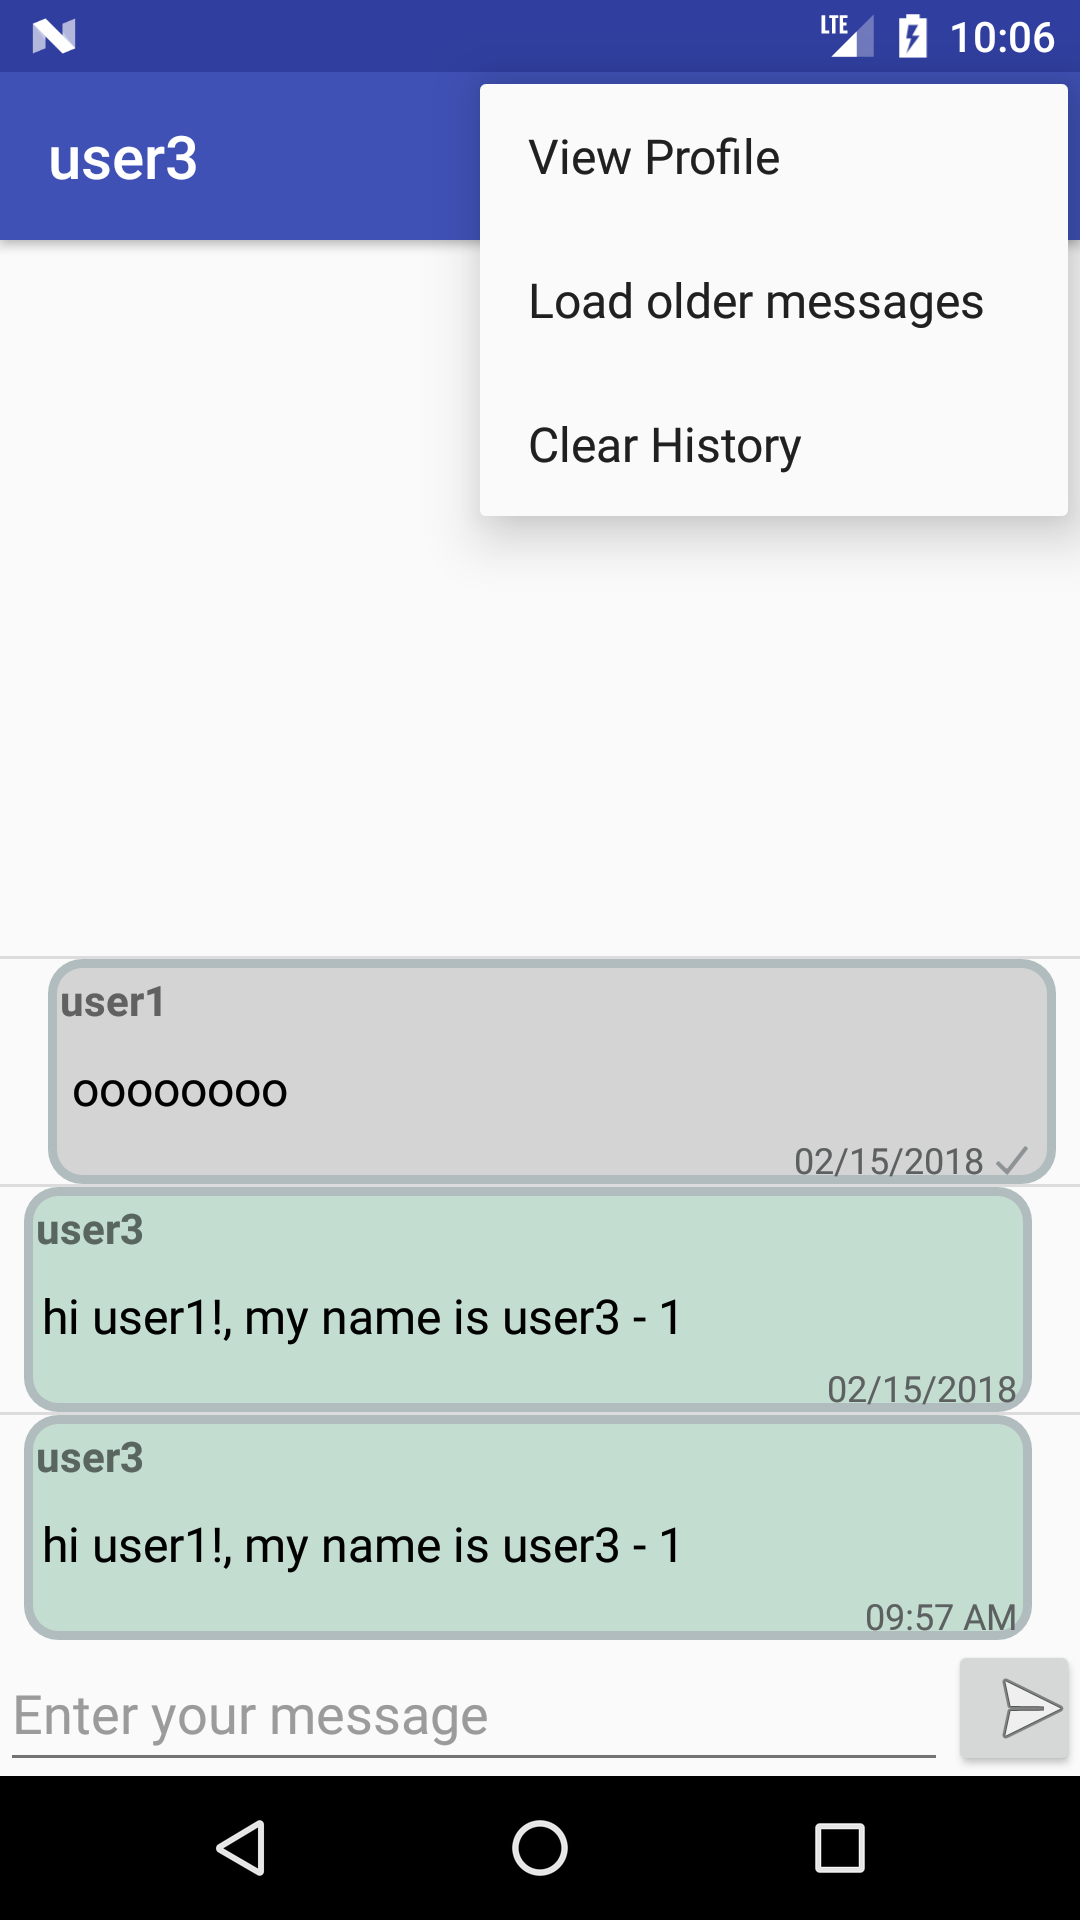 LTE 10:06
user3
View Profile
Load older messages
Clear History
user1
oooooooo
02/15/2018
user3
hi user1!, my name is user3 - 1
02/15/2018
user3
hi user1!, my name is user3 - 1
09:57 AM
Enter your message